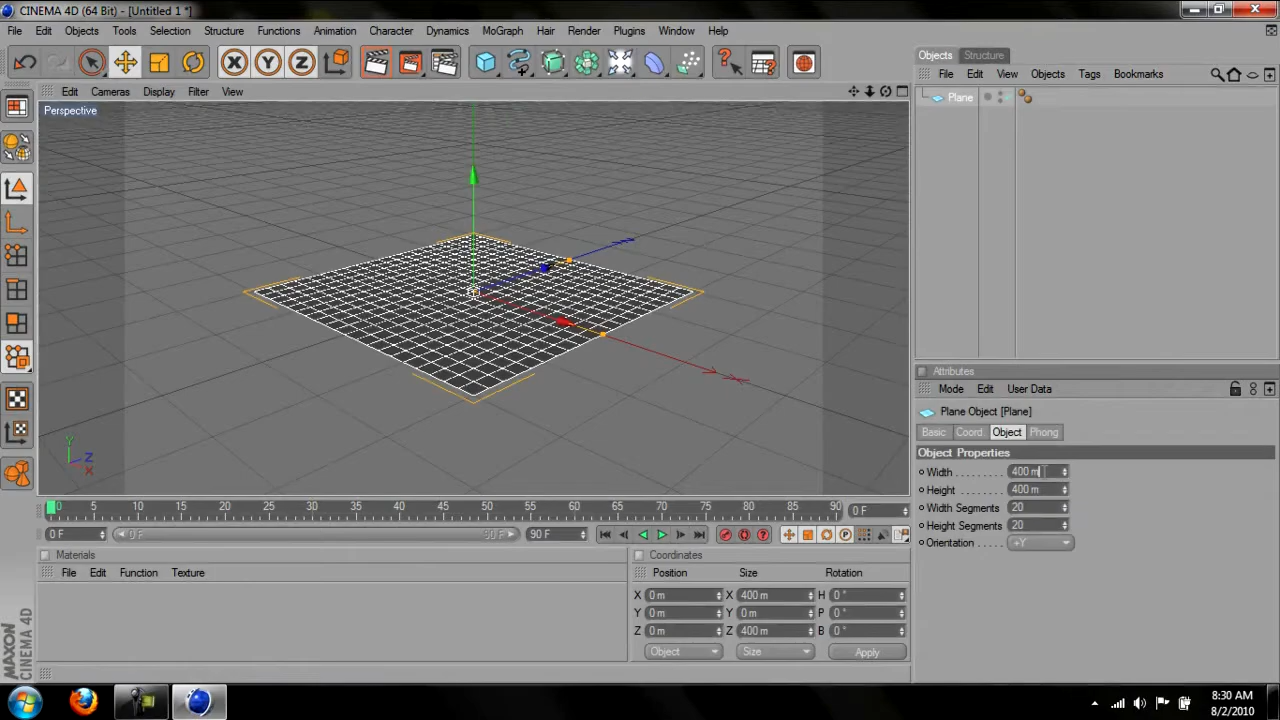 CINEMA 4D (64 Bit) - [Untitled 1 *]
File Edit Objects Tools Selection Structure Functions Animation Character Dynamics MoGraph Hair Render Plugins Window Help
X Y Z
Objects Structure
File Edit View Objects Tags Bookmarks
Plane
Edit Cameras Display Filter View
Perspective
Y
Z
X
Attributes
Mode Edit User Data
Plane Object [Plane]
Basic Coord Object Phong
Object Properties
Width 400 m
Height 400 m
Width Segments 20
Height Segments 20
Orientation +Y
0 5 10 15 20 25 30 35 40 45 50 55 60 65 70 75 80 85 90 0 F
0 F 0 F 90 F 90 F
Materials
File Edit Function Texture
Coordinates
Position Size Rotation
X 0 m X 400 m H 0 °
Y 0 m Y 0 m P 0 °
Z 0 m Z 400 m B 0 °
Object Size Apply
MAXON
CINEMA 4D
8:30 AM
8/2/2010